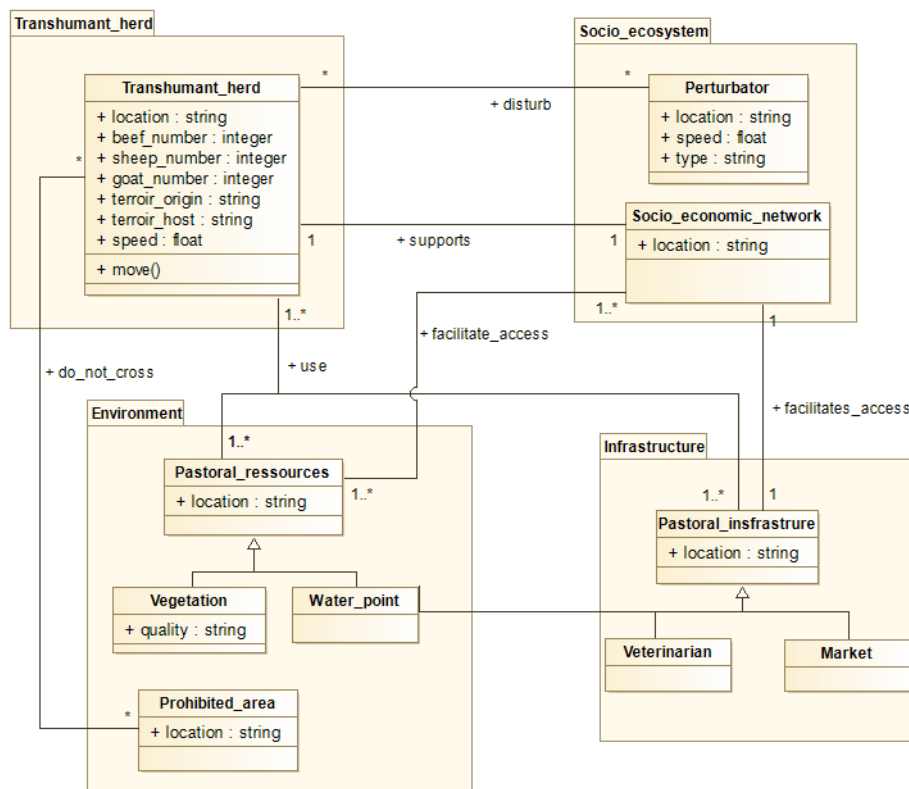 Transhumant_herd
Transhumant_herd
+ location : string
+ beef_number : integer
+ sheep_number : integer
+ goat_number : integer
+ terroir_origin : string
+ terroir_host : string
+ speed : float
+ move()
*
*
+ disturb
Socio_ecosystem
Perturbator
+ location : string
+ speed : float
+ type : string
*
1
+ supports
1
Socio_economic_network
+ location : string
1..*
1..*
1
+ facilitate_access
+ use
+ do_not_cross
+ facilitates_access
Environment
1..*
Pastoral_ressources
+ location : string
1..*
Vegetation
+ quality : string
Water_point
Prohibited_area
+ location : string
*
Infrastructure
1..*
1
Pastoral_insfrastrure
+ location : string
Veterinarian
Market